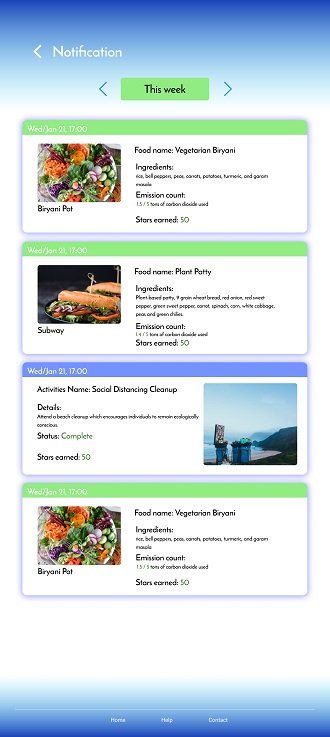 Notification
This week
Wed/Jan 21, 17:00
Food name: Vegetarian Biryani
Ingredients:
rice, bell peppers, peas, carrots, potatoes, turmeric, and garam
masala
Emission count:
1.5 / 5 tons of carbon dioxide used
Biryani Pot
Stars earned: 50
Wed/Jan 21, 17:00
Food name: Plant Patty
Ingredients:
Plant-based patty, 9 grain wheat bread, red onion, red sweet
pepper, green sweet pepper, carrot, spinach, corn, white cabbage,
peas and green chilies.
Emission count:
1.4 / 5 tons of carbon dioxide used
Subway
Stars earned: 50
Wed/Jan 21, 17:00
Activities Name: Social Distancing Cleanup
Details:
Attend a beach cleanup which encourages individuals to remain ecologically
conscious.
Status: Complete
Stars earned: 50
Wed/Jan 21, 17:00
Food name: Vegetarian Biryani
Ingredients:
rice, bell peppers, peas, carrots, potatoes, turmeric, and garam
masala
Emission count:
1.5 / 5 tons of carbon dioxide used
Biryani Pot
Stars earned: 50
Home Help Contact